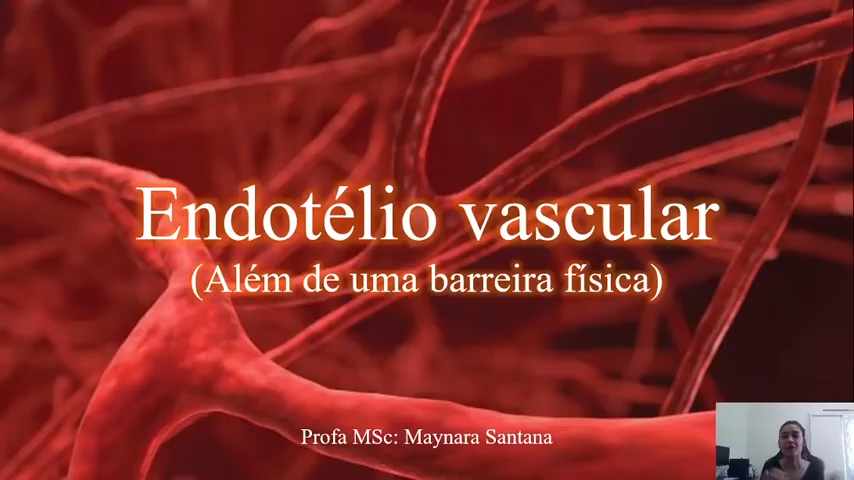 Endotélio vascular
(Além de uma barreira física)
Profa MSc: Maynara Santana